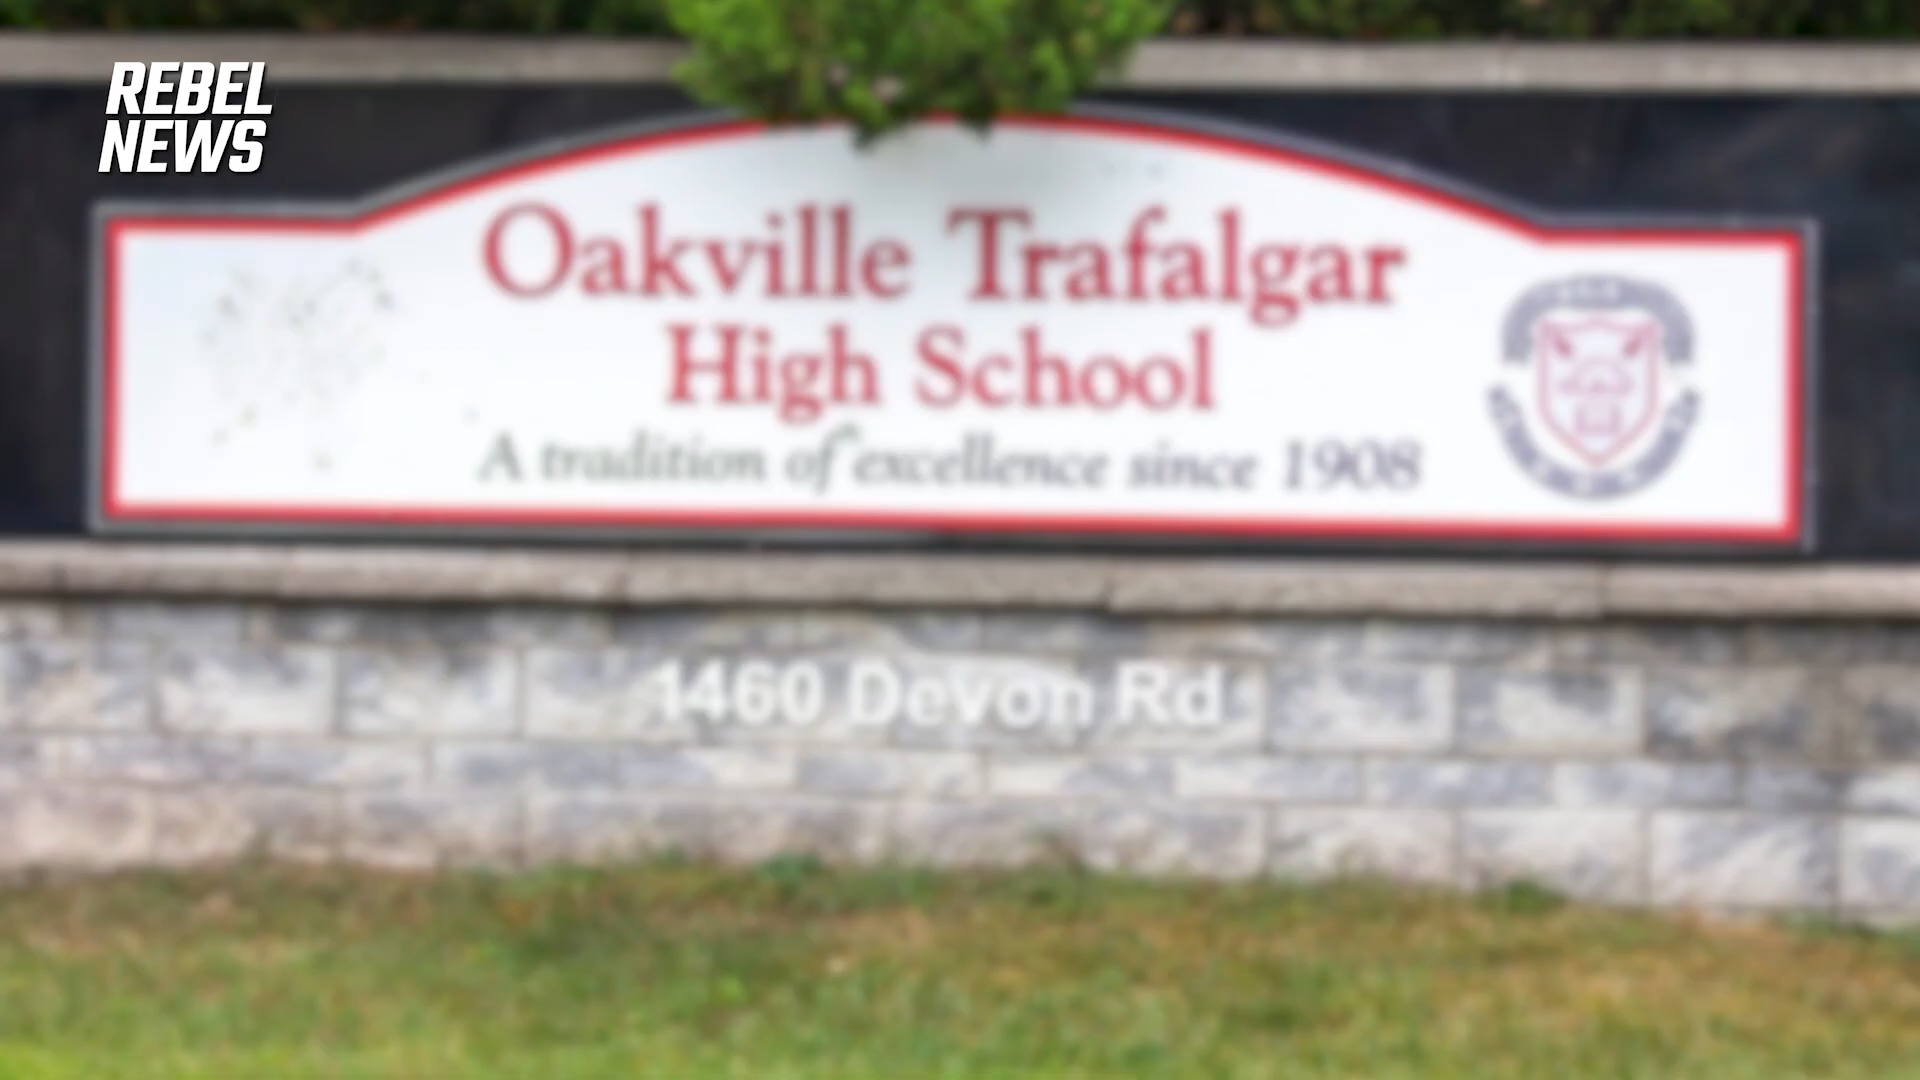 REBEL
NEWS
Oakville Trafalgar
High School
A tradition of excellence since 1908
1460 Devon Rd